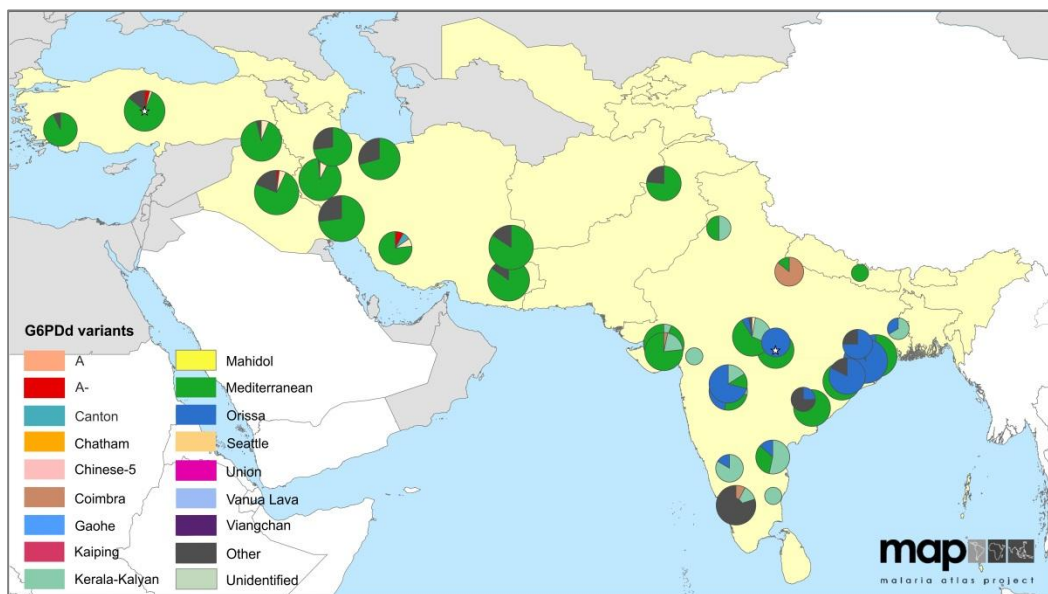 G6PDd variants
A
A-
Canton
Chatham
Chinese-5
Coimbra
Gaohe
Kaiping
Kerala-Kalyan
Mahidol
Mediterranean
Orissa
Seattle
Union
Vanua Lava
Viangchan
Other
Unidentified
map
malaria atlas project